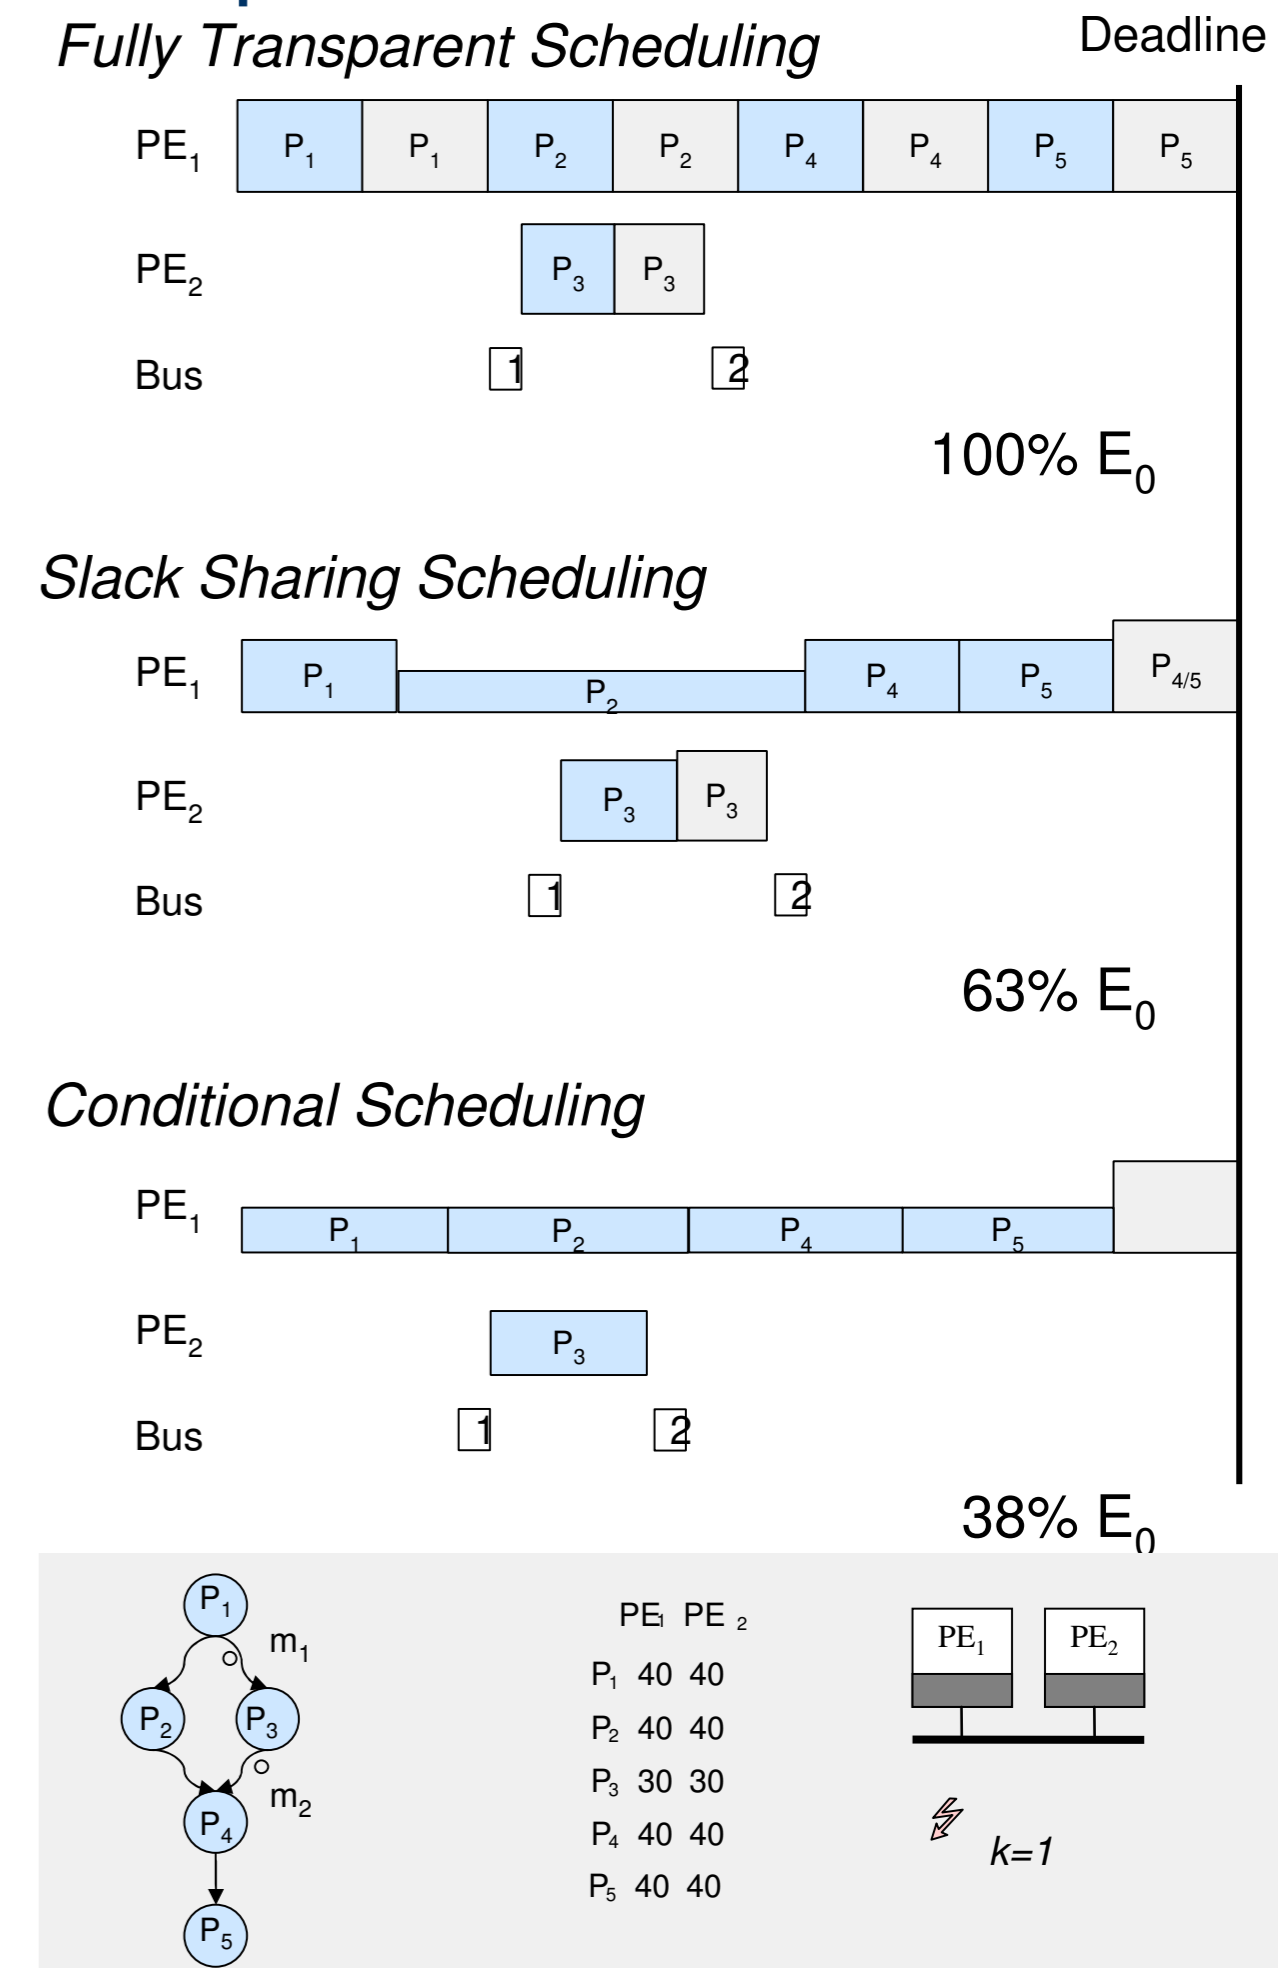 Fully Transparent Scheduling
Deadline
PE1 P1 P1 P2 P2 P4 P4 P5 P5
PE2 P3 P3
Bus 1 2
100% E0
Slack Sharing Scheduling
PE1 P1 P2 P4 P5 P4/5
PE2 P3 P3
Bus 1 2
63% E0
Conditional Scheduling
PE1 P1 P2 P4 P5
PE2 P3
Bus 1 2
38% E0
P1
m1
P2 P3
m2
P4
P5
PE1 PE2
P1 40 40
P2 40 40
P3 30 30
P4 40 40
P5 40 40
PE1 PE2
k=1